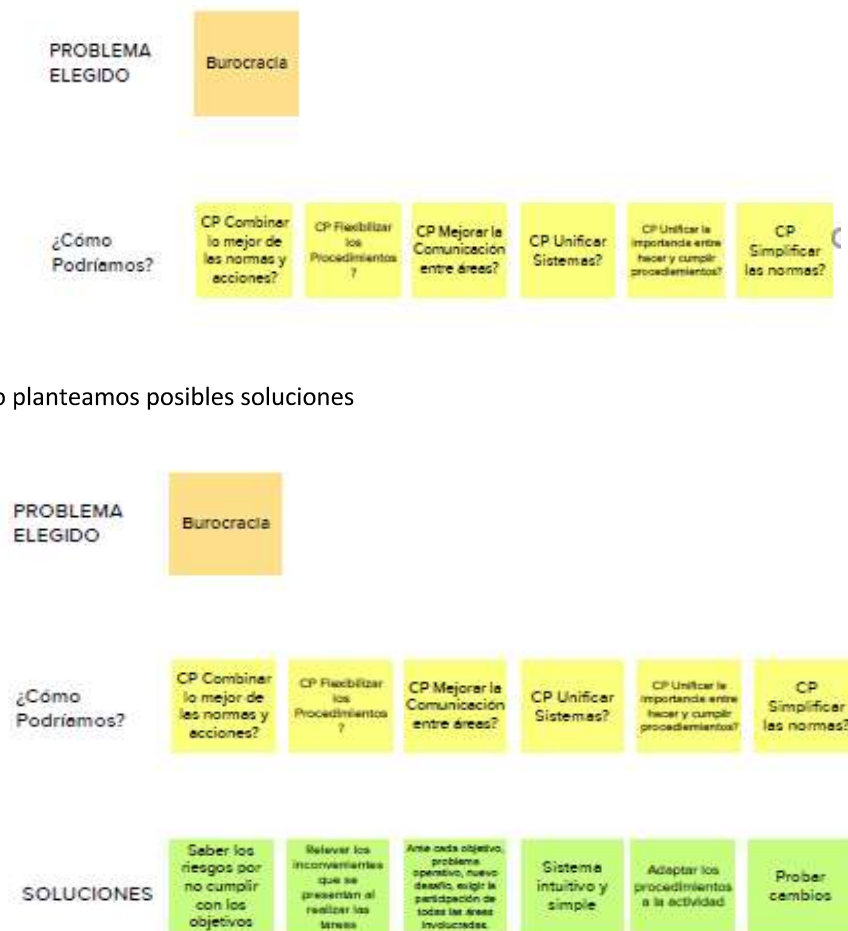 PROBLEMA
ELEGIDO
Burocracia
¿Cómo
Podríamos?
CP Combinar
lo mejor de
las normas y
acciones?
CP Flexibilizar
los
Procedimientos
?
CP Mejorar la
Comunicación
entre áreas?
CP Unificar
Sistemas?
CP Unificar la
importancia entre
hacer y cumplir
procediemientos?
CP
Simplificar
las normas?
planteamos posibles soluciones
PROBLEMA
ELEGIDO
Burocracia
¿Cómo
Podríamos?
CP Combinar
lo mejor de
las normas y
acciones?
CP Flexibilizar
los
Procedimientos
?
CP Mejorar la
Comunicación
entre áreas?
CP Unificar
Sistemas?
CP Unificar la
importancia entre
hacer y cumplir
procediemientos?
CP
Simplificar
las normas?
SOLUCIONES
Saber los
riesgos por
no cumplir
con los
objetivos
Relevar los
inconvenientes
que se
presentan al
realizar las
tareas
Ante cada objetivo,
problema
operativo, nuevo
desafío, exigir la
participación de
todas las áreas
involucradas.
Sistema
intuitivo y
simple
Adaptar los
procedimientos
a la actividad
Probar
cambios